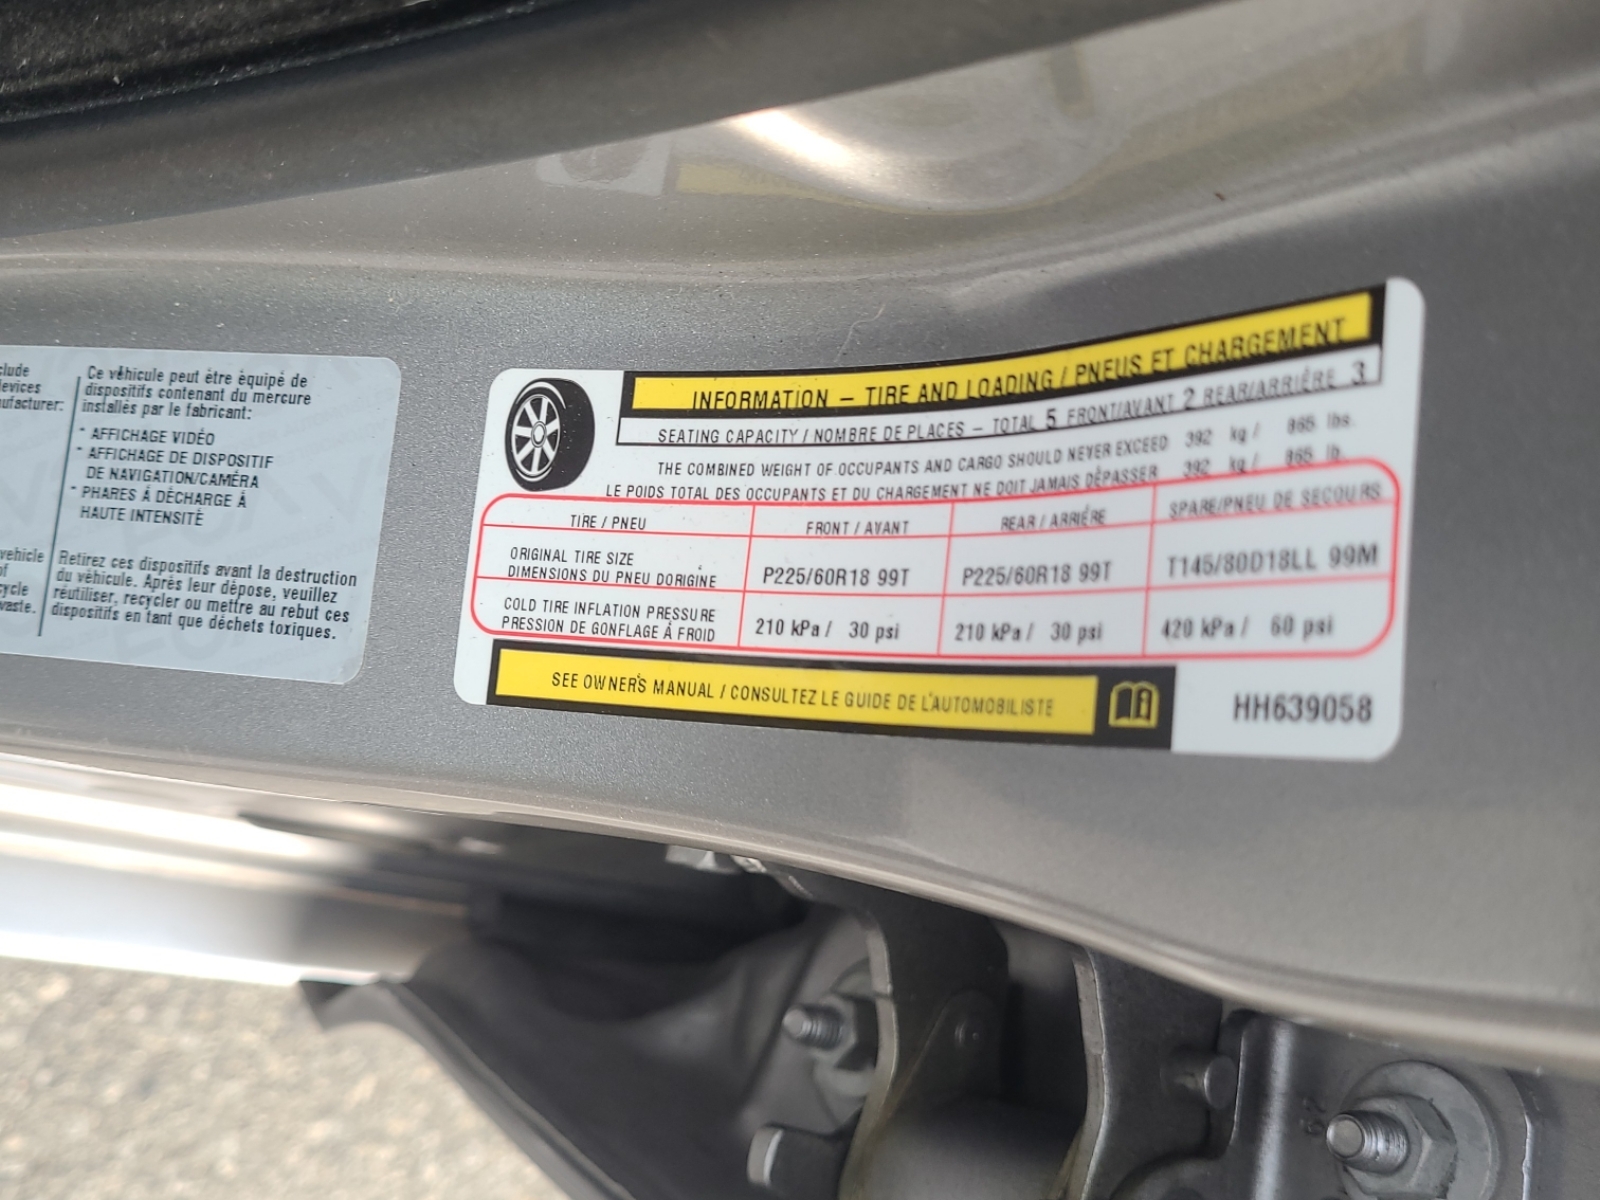 clude
devices
ufacturer:
vehicle
of
cycle
waste.
Ce véhicule peut être équipé de
dispositifs contenant du mercure
installés par le fabricant:
* AFFICHAGE VIDÉO
* AFFICHAGE DE DISPOSITIF
DE NAVIGATION/CAMÉRA
* PHARES À DÉCHARGE À
HAUTE INTENSITÉ
Retirez ces dispositifs avant la destruction
du véhicule. Après leur dépose, veuillez
réutiliser, recycler ou mettre au rebut ces
dispositifs en tant que déchets toxiques.
INFORMATION – TIRE AND LOADING / PNEUS ET CHARGEMENT
SEATING CAPACITY / NOMBRE DE PLACES – TOTAL 5 FRONT/AVANT 2 REAR/ARRIÉRE 3
THE COMBINED WEIGHT OF OCCUPANTS AND CARGO SHOULD NEVER EXCEED 392 kg / 865 lbs.
LE POIDS TOTAL DES OCCUPANTS ET DU CHARGEMENT NE DOIT JAMAIS DÉPASSER 392 kg / 865 lb.
TIRE / PNEU FRONT / AVANT REAR / ARRIÉRE SPARE/PNEU DE SECOURS
ORIGINAL TIRE SIZE
DIMENSIONS DU PNEU D'ORIGINE P225/60R18 99T P225/60R18 99T T145/80D18LL 99M
COLD TIRE INFLATION PRESSURE
PRESSION DE GONFLAGE À FROID 210 kPa / 30 psi 210 kPa / 30 psi 420 kPa / 60 psi
SEE OWNER'S MANUAL / CONSULTEZ LE GUIDE DE L'AUTOMOBILISTE
HH639058